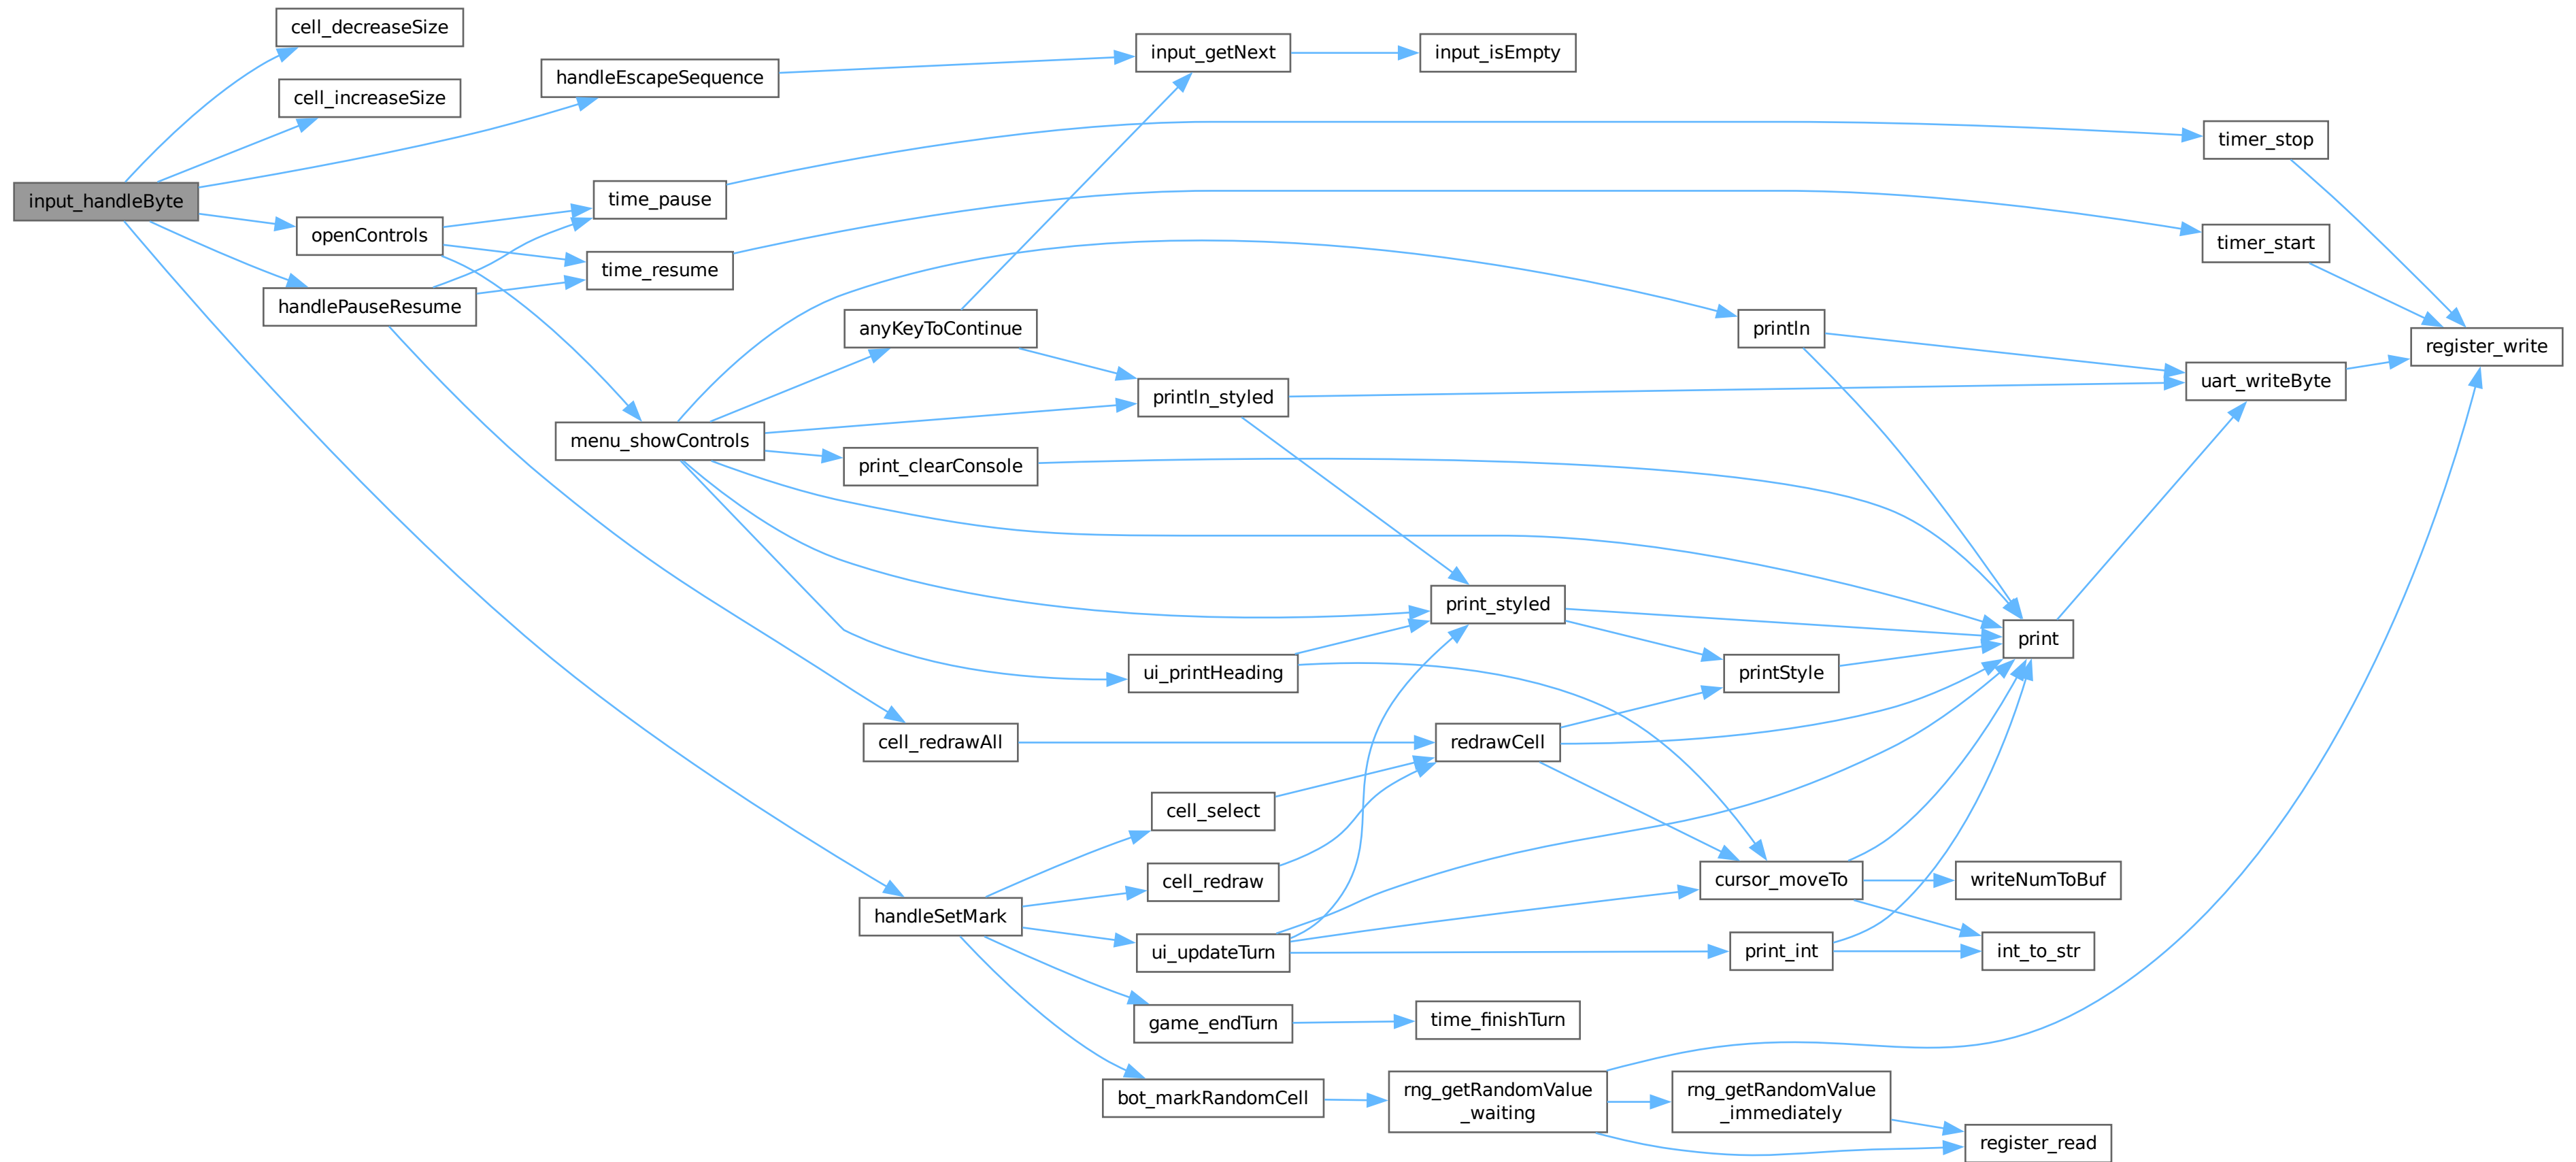 cell_decreaseSize
cell_increaseSize
handleEscapeSequence
input_getNext
input_isEmpty
timer_stop
input_handleByte
time_pause
openControls
timer_start
time_resume
handlePauseResume
anyKeyToContinue
println
register_write
uart_writeByte
println_styled
menu_showControls
print_clearConsole
print_styled
print
ui_printHeading
printStyle
cell_redrawAll
redrawCell
cell_select
cell_redraw
cursor_moveTo
writeNumToBuf
handleSetMark
ui_updateTurn
print_int
int_to_str
game_endTurn
time_finishTurn
bot_markRandomCell
rng_getRandomValue
_waiting
rng_getRandomValue
_immediately
register_read